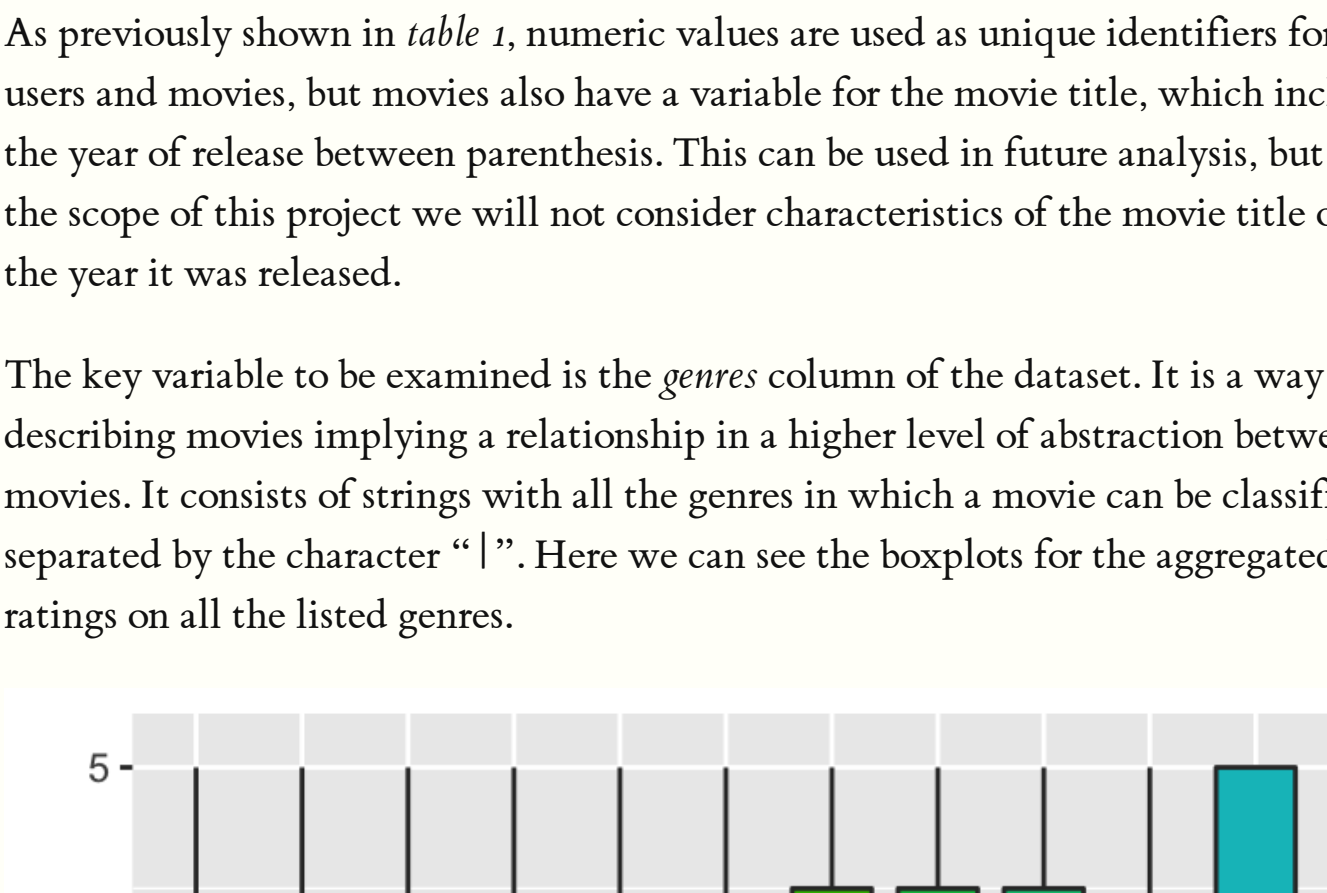 As previously shown in table 1, numeric values are used as unique identifiers for
users and movies, but movies also have a variable for the movie title, which
the year of release between parenthesis. This can be used in future analysis, but
the scope of this project we will not consider characteristics of the movie title
the year it was released.
The key variable to be examined is the genres column of the dataset. It is a way
describing movies implying a relationship in a higher level of abstraction
movies. It consists of strings with all the genres in which a movie can be
separated by the character “|”. Here we can see the boxplots for the aggregated
ratings on all the listed genres.
5